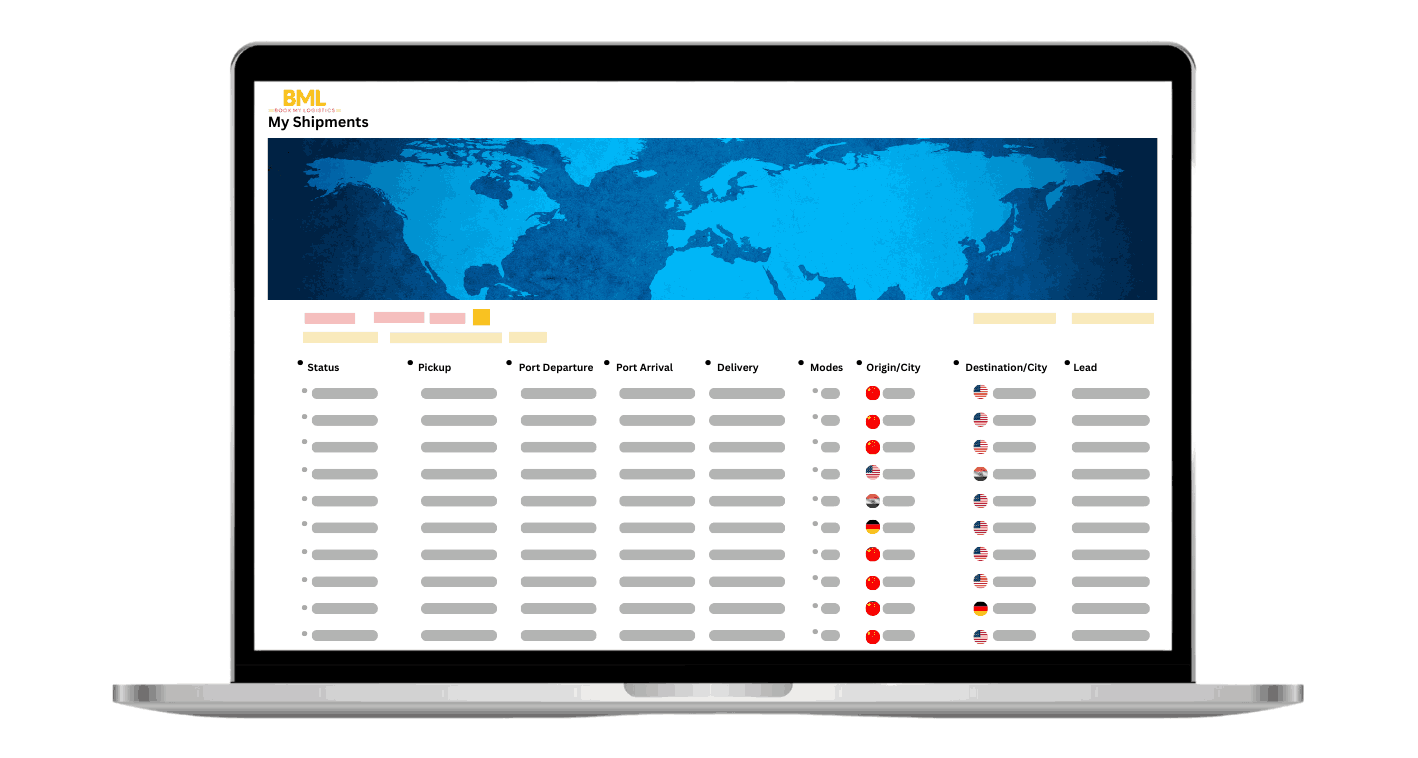 BML
BOOK MY LOGISTICS
My Shipments
Status Pickup Port Departure Port Arrival Delivery Modes Origin/City Destination/City Lead